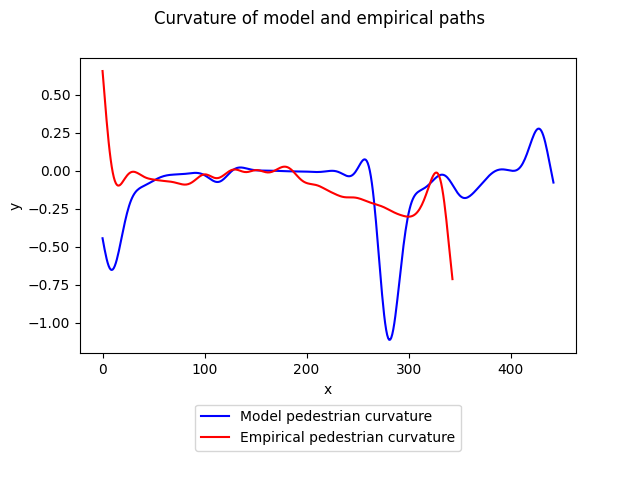 Curvature of model and empirical paths
0.50
0.25
0.00
−0.25
−0.50
−0.75
−1.00
y
0 100 200 300 400
x
Model pedestrian curvature
Empirical pedestrian curvature